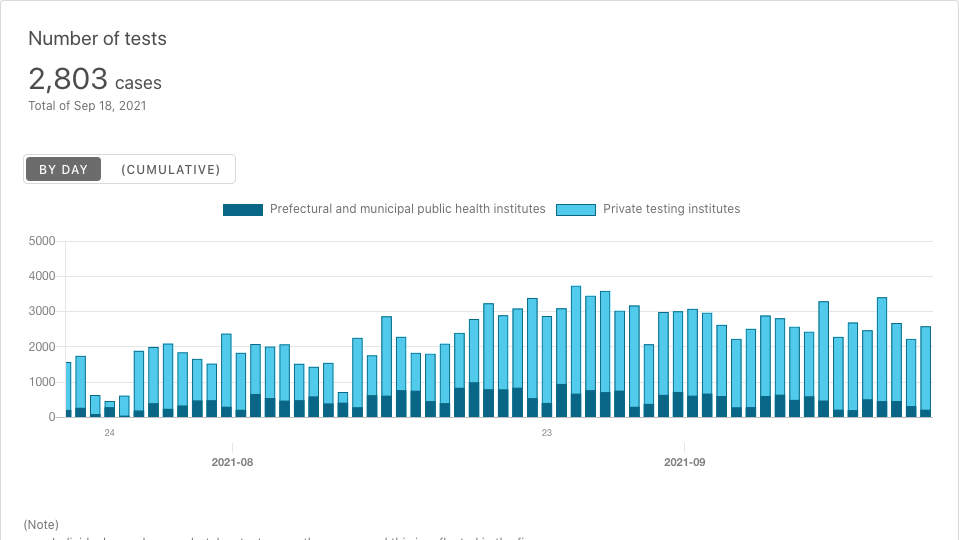 Number of tests
2,803 cases
Total of Sep 18, 2021
BY DAY (CUMULATIVE)
Prefectural and municipal public health institutes Private testing institutes
5000
4000
3000
2000
1000
0
24 23
2021-08 2021-09
(Note)